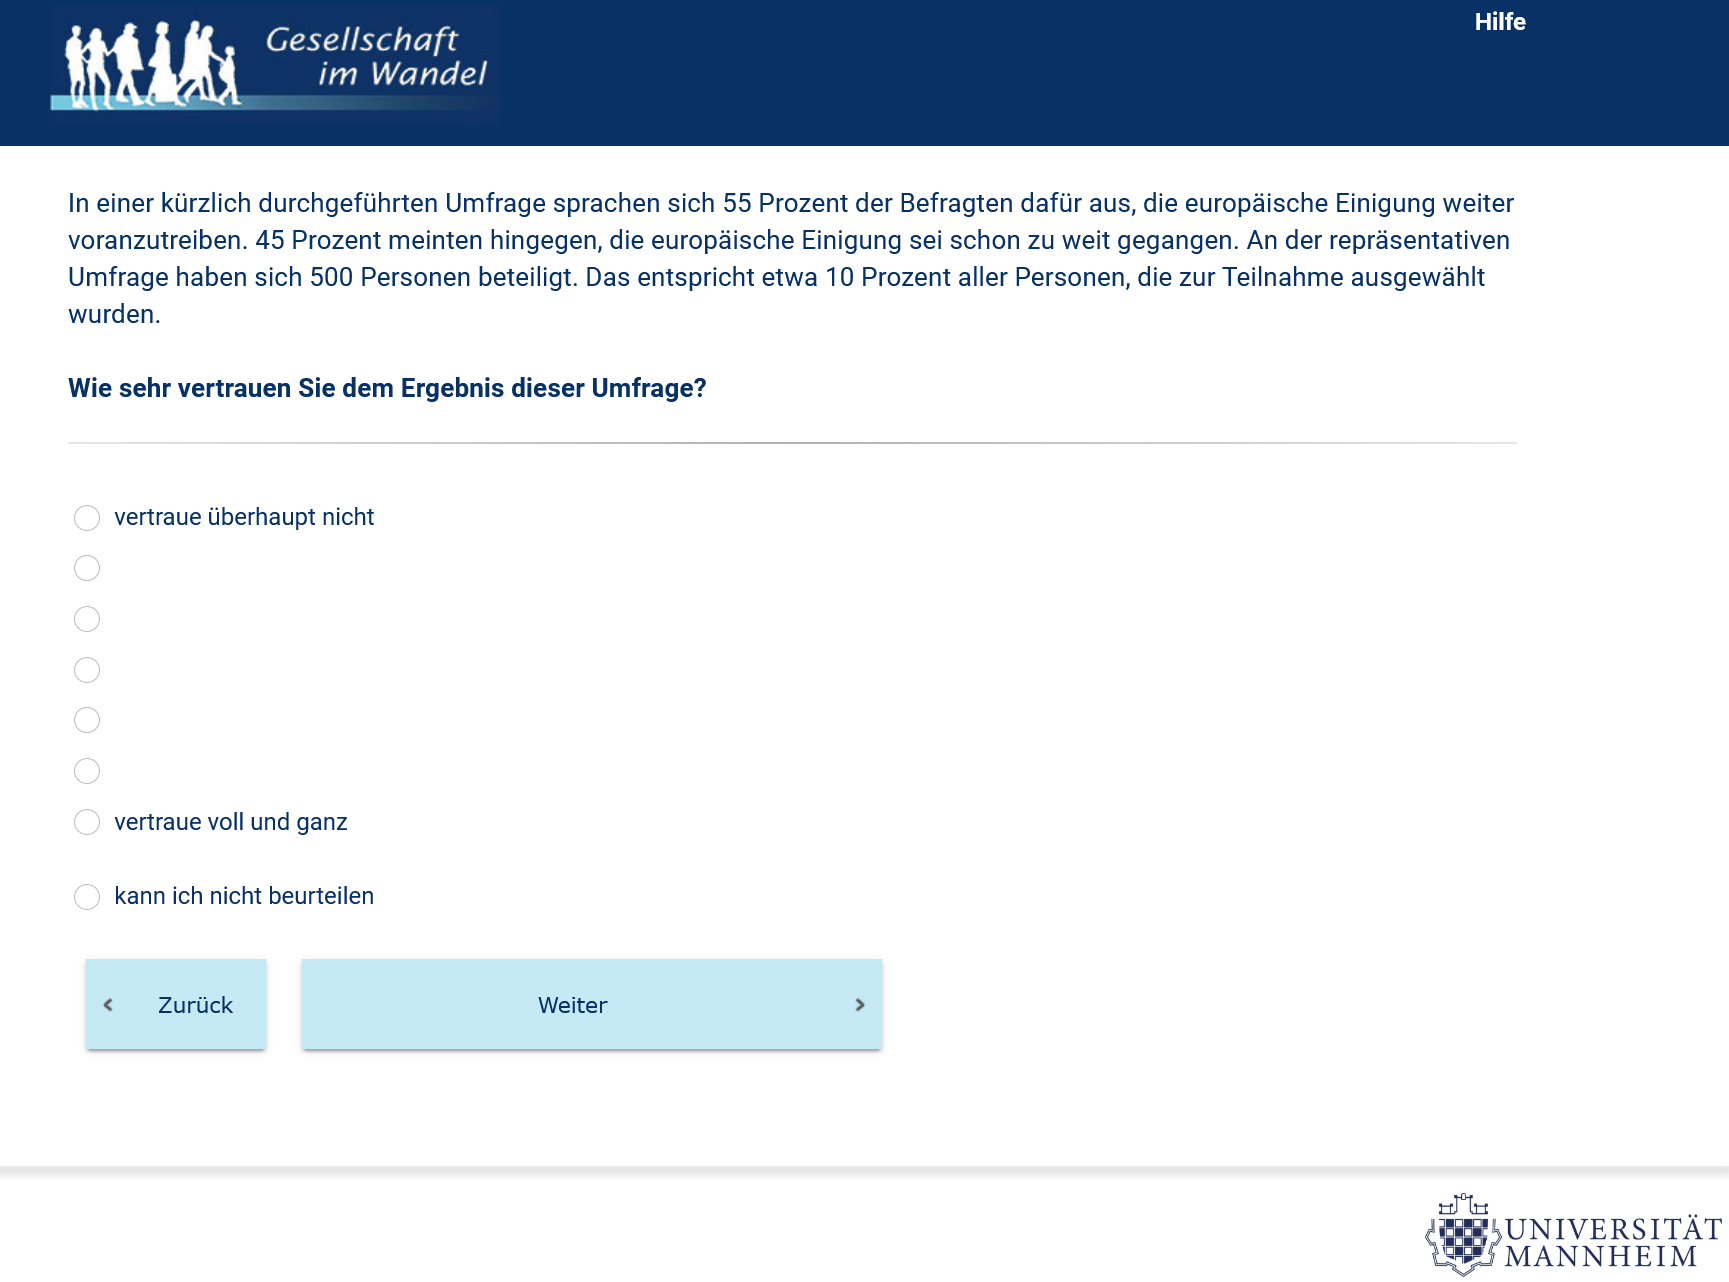 Gesellschaft
im Wandel
Hilfe
In einer kürzlich durchgeführten Umfrage sprachen sich 55 Prozent der Befragten dafür aus, die europäische Einigung weiter
voranzutreiben. 45 Prozent meinten hingegen, die europäische Einigung sei schon zu weit gegangen. An der repräsentativen
Umfrage haben sich 500 Personen beteiligt. Das entspricht etwa 10 Prozent aller Personen, die zur Teilnahme ausgewählt
wurden.
Wie sehr vertrauen Sie dem Ergebnis dieser Umfrage?
vertraue überhaupt nicht
vertraue voll und ganz
kann ich nicht beurteilen
Zurück
Weiter
UNIVERSITÄT
MANNHEIM